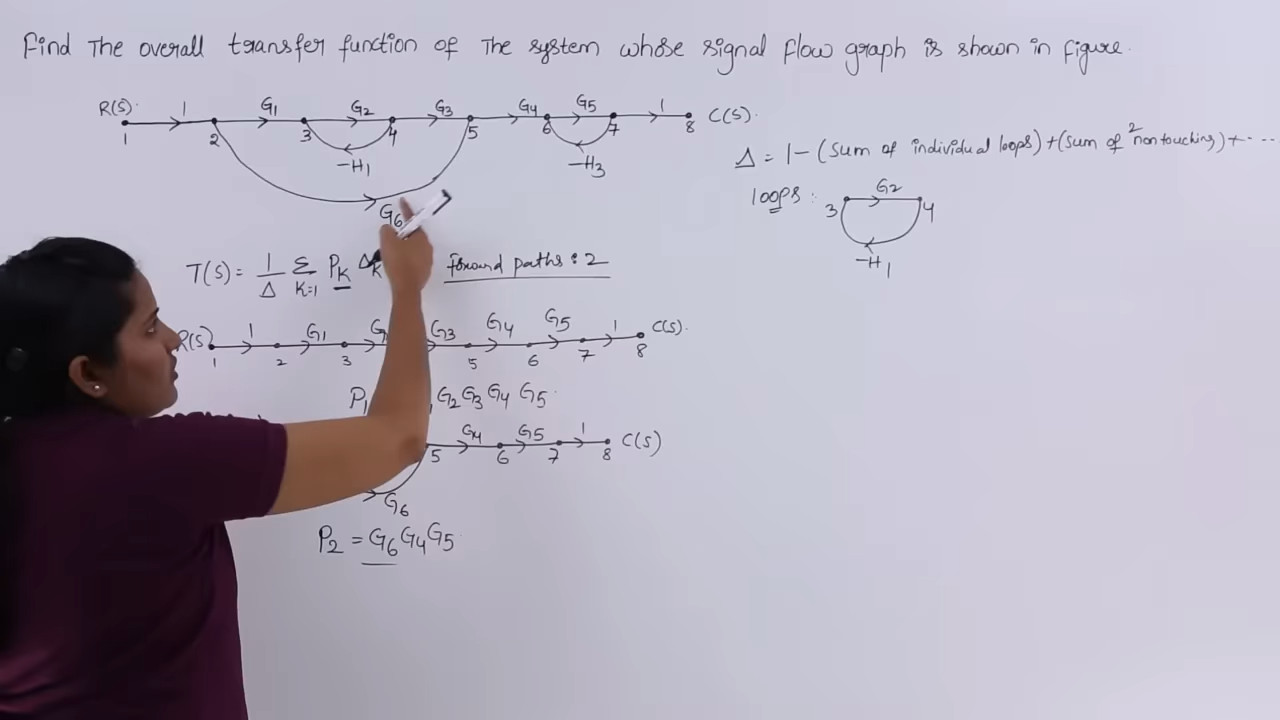 Find The overall transfer function of The system whose signal flow graph is shown in figure.
R(S) 1 G1 G2 G3 G4 G5 1 C(S).
1 2 3 4 5 6 7 8
-H1 -H3
G6
Δ = 1 - (sum of individual loops) + (sum of 2 nontouching) + ....
loops : G2
3 4
-H1
T(S) = 1/Δ Σ K=1 PK ΔK forward paths : 2
R(S) 1 G1 G3 G4 G5 1 C(S).
1 2 3 5 6 7 8
P1 G2 G3 G4 G5.
G4 G5 1 C(S)
5 6 7 8
G6
P2 = G6 G4 G5.